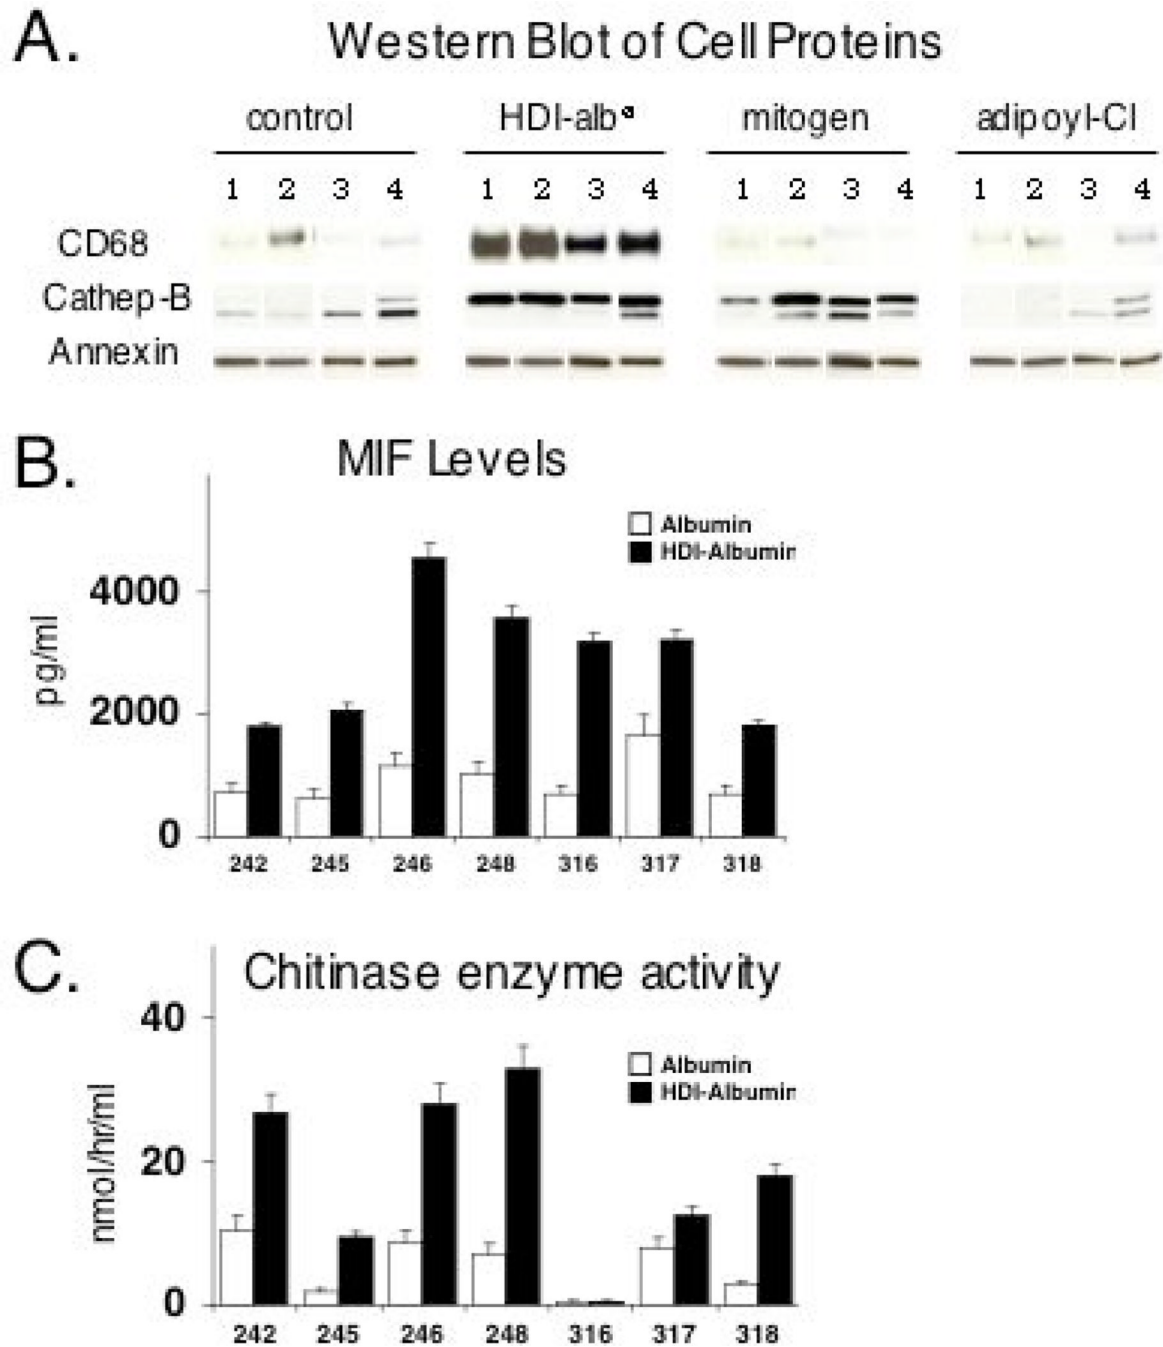 A.
Western Blot of Cell Proteins
control HDI-alb a mitogen adipoyl-Cl
1 2 3 4 1 2 3 4 1 2 3 4 1 2 3 4
CD68
Cathep-B
Annexin
B.
MIF Levels
Albumin
HDI-Albumin
pg/ml
4000
2000
0
242 245 246 248 316 317 318
C.
Chitinase enzyme activity
Albumin
HDI-Albumin
nmol/hr/ml
40
20
0
242 245 246 248 316 317 318